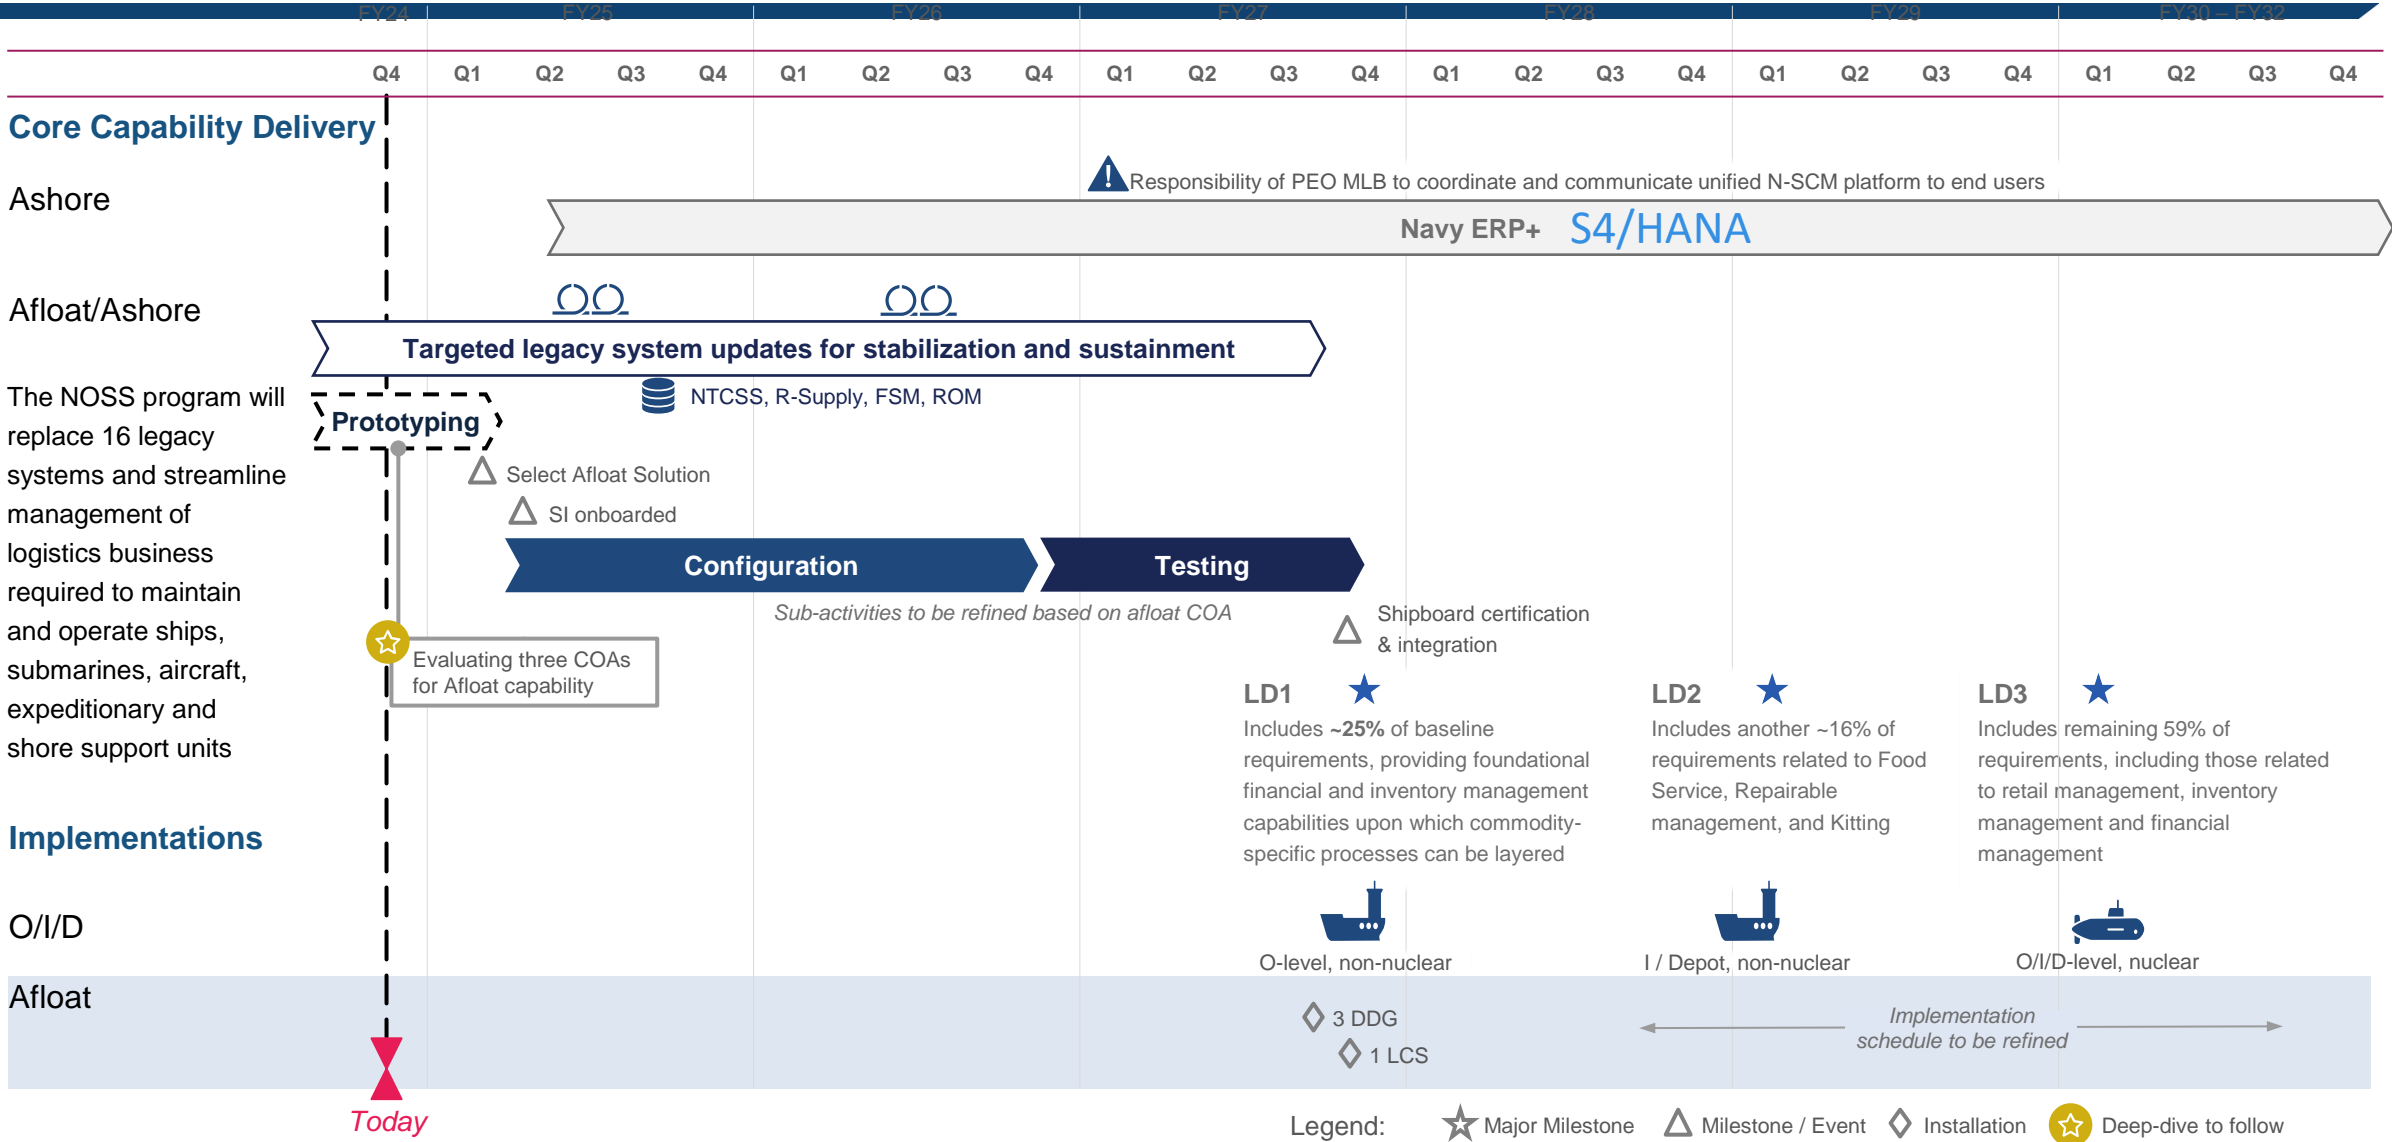 FY24 FY25 FY26 FY27 FY28 FY29 FY30 – FY32
Q4 Q1 Q2 Q3 Q4 Q1 Q2 Q3 Q4 Q1 Q2 Q3 Q4 Q1 Q2 Q3 Q4 Q1 Q2 Q3 Q4 Q1 Q2 Q3 Q4
Core Capability Delivery
Ashore
Responsibility of PEO MLB to coordinate and communicate unified N-SCM platform to end users
Navy ERP+ S4/HANA
Afloat/Ashore
Targeted legacy system updates for stabilization and sustainment
NTCSS, R-Supply, FSM, ROM
The NOSS program will
replace 16 legacy
systems and streamline
management of
logistics business
required to maintain
and operate ships,
submarines, aircraft,
expeditionary and
shore support units
Prototyping
Select Afloat Solution
SI onboarded
Configuration
Testing
Sub-activities to be refined based on afloat COA
Shipboard certification
& integration
Evaluating three COAs
for Afloat capability
LD1
Includes ~25% of baseline
requirements, providing foundational
financial and inventory management
capabilities upon which commodity-
specific processes can be layered
LD2
Includes another ~16% of
requirements related to Food
Service, Repairable
management, and Kitting
LD3
Includes remaining 59% of
requirements, including those related
to retail management, inventory
management and financial
management
Implementations
O/I/D
O-level, non-nuclear
I / Depot, non-nuclear
O/I/D-level, nuclear
Afloat
3 DDG
1 LCS
Implementation
schedule to be refined
Today
Legend: Major Milestone Milestone / Event Installation Deep-dive to follow